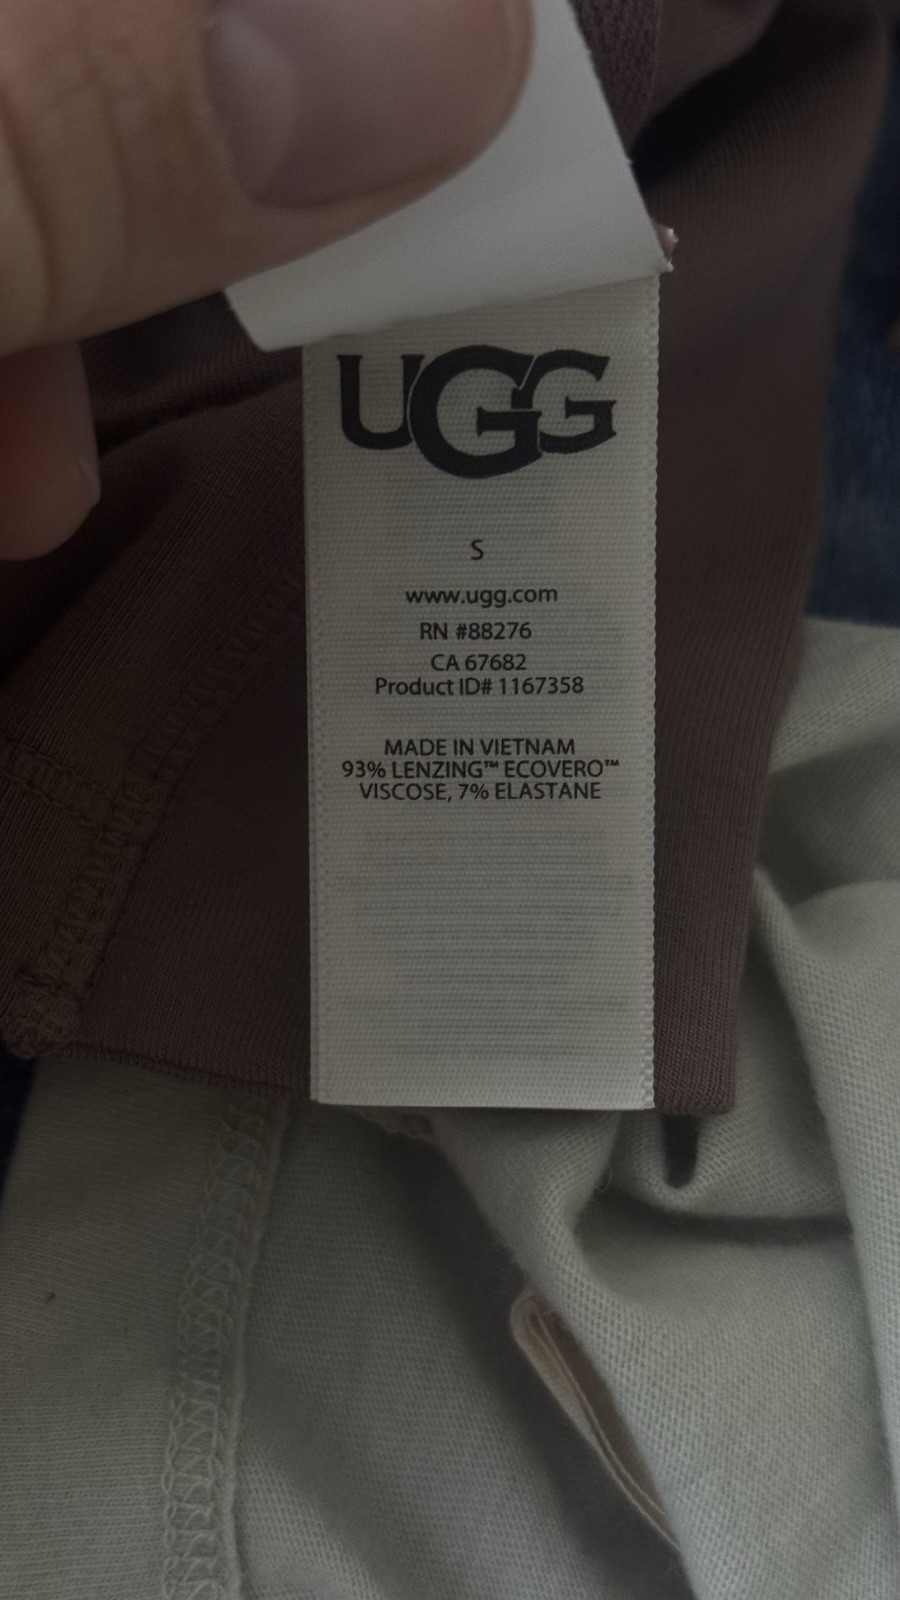 UGG
S
www.ugg.com
RN #88276
CA 67682
Product ID# 1167358
MADE IN VIETNAM
93% LENZING™ ECOVERO™
VISCOSE, 7% ELASTANE